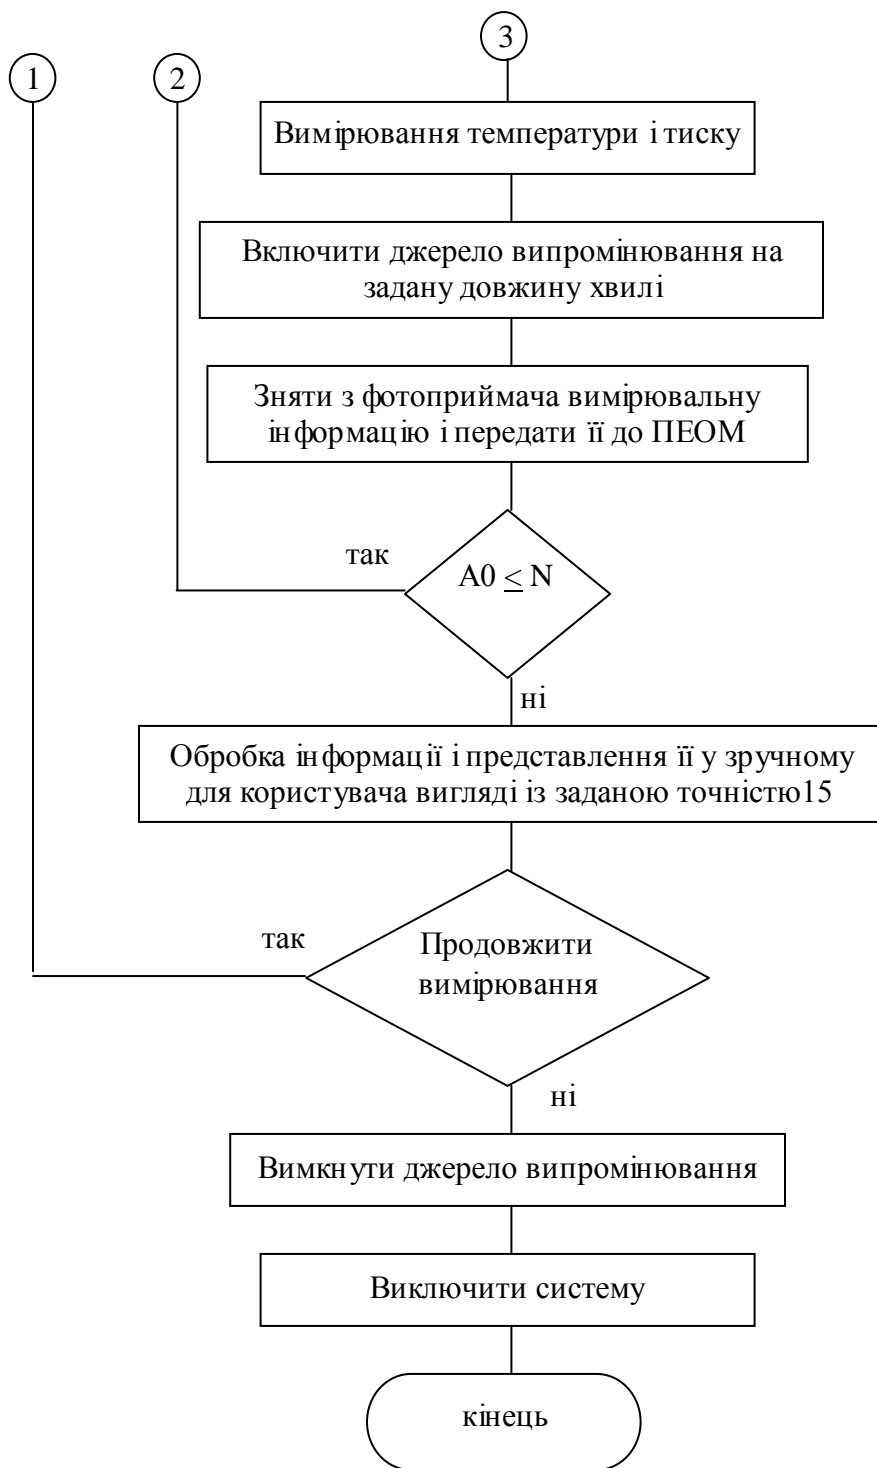 3
1
2
Вимірювання температури і тиску
Включити джерело випромінювання на
задану довжину хвилі
Зняти з фотоприймача вимірювальну
інформацію і передати її до ПЕОМ
так
А0 ≤ N
ні
Обробка інформації і представлення її у зручному
для користувача вигляді із заданою точністю15
так
Продовжити
вимірювання
ні
Вимкнути джерело випромінювання
Виключити систему
кінець